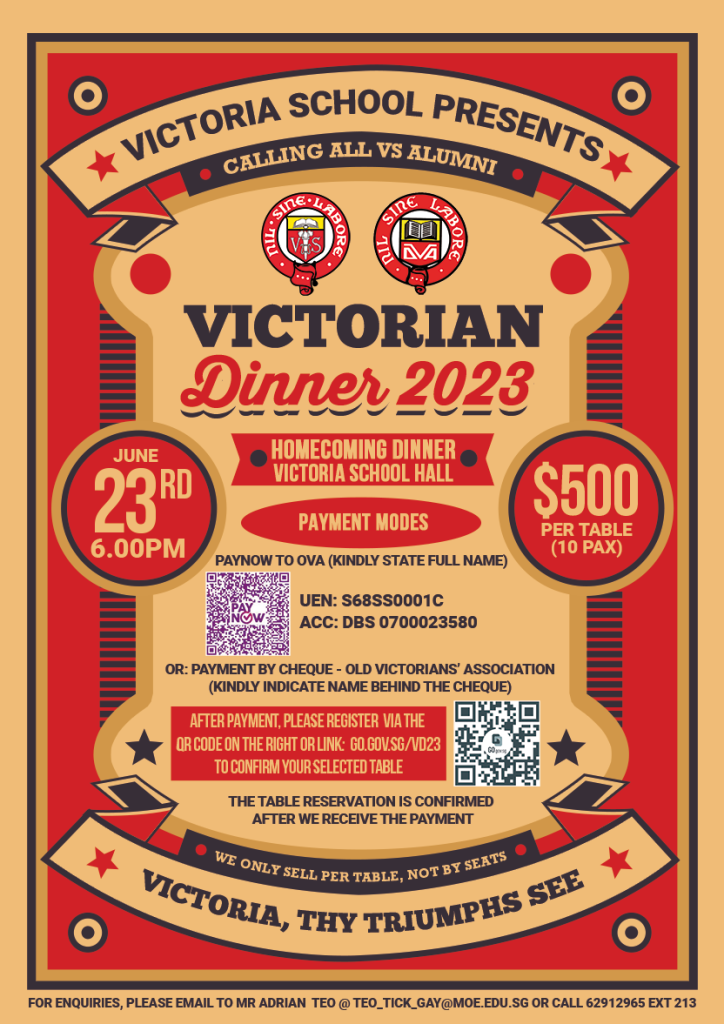 VICTORIA SCHOOL PRESENTS
CALLING ALL VS ALUMNI
NIL·SINE·LABORE
VS
NIL SINE LABORE
VICTORIAN
Dinner 2023
JUNE
23RD
6.00PM
HOMECOMING DINNER
VICTORIA SCHOOL HALL
$500
PER TABLE
(10 PAX)
PAYMENT MODES
PAYNOW TO OVA (KINDLY STATE FULL NAME)
PAY
NOW
UEN: S68SS0001C
ACC: DBS 0700023580
OR: PAYMENT BY CHEQUE - OLD VICTORIANS’ ASSOCIATION
(KINDLY INDICATE NAME BEHIND THE CHEQUE)
AFTER PAYMENT, PLEASE REGISTER VIA THE
QR CODE ON THE RIGHT OR LINK: GO.GOV.SG/VD23
TO CONFIRM YOUR SELECTED TABLE
GO.gov.sg
THE TABLE RESERVATION IS CONFIRMED
AFTER WE RECEIVE THE PAYMENT
WE ONLY SELL PER TABLE, NOT BY SEATS
VICTORIA, THY TRIUMPHS SEE
FOR ENQUIRIES, PLEASE EMAIL TO MR ADRIAN TEO @ TEO_TICK_GAY@MOE.EDU.SG OR CALL 62912965 EXT 213